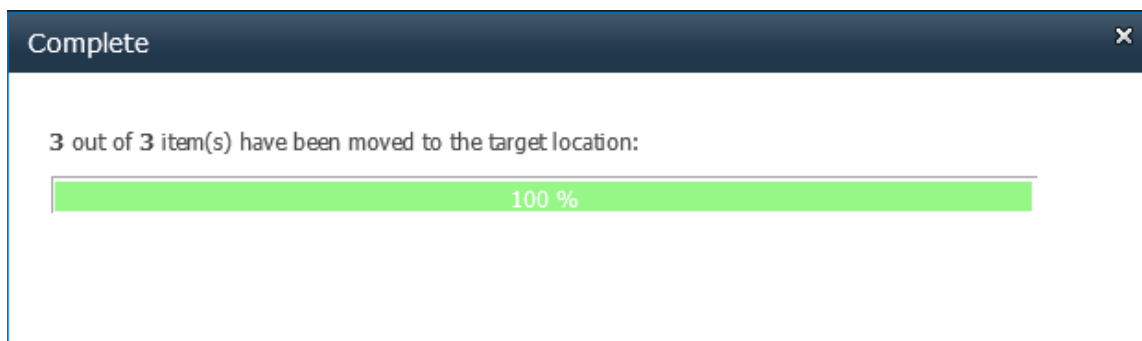 Complete
3 out of 3 item(s) have been moved to the target location:
100 %